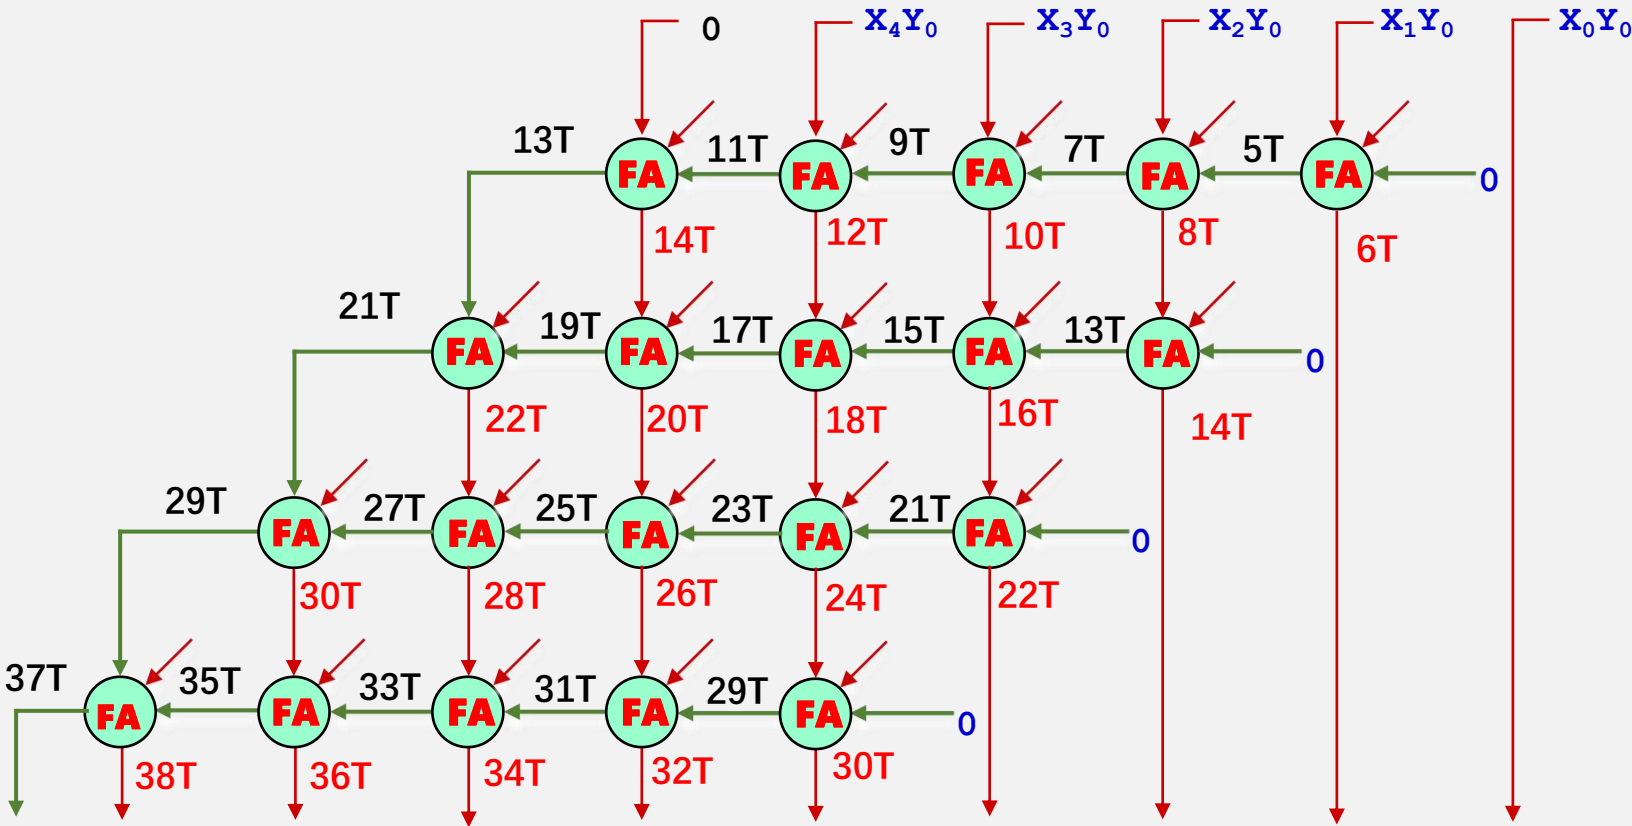 0 X₄Y₀ X₃Y₀ X₂Y₀ X₁Y₀ X₀Y₀
13T 11T 9T 7T 5T
FA FA FA FA FA 0
14T 12T 10T 8T 6T
21T 19T 17T 15T 13T
FA FA FA FA FA 0
22T 20T 18T 16T 14T
29T 27T 25T 23T 21T
FA FA FA FA FA 0
30T 28T 26T 24T 22T
37T 35T 33T 31T 29T
FA FA FA FA FA 0
38T 36T 34T 32T 30T